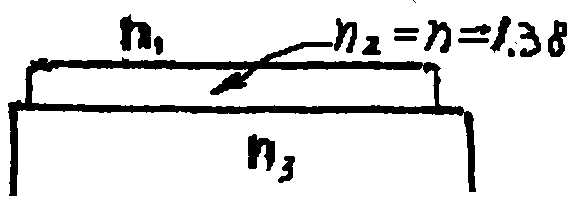 n₁ n₂ = n = 1.38
n₃